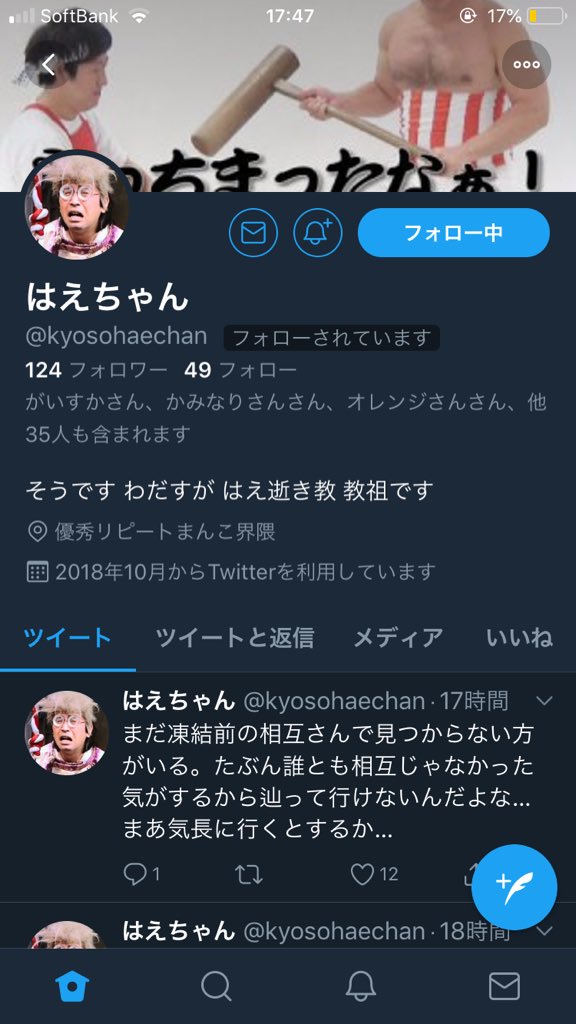 SoftBank 17:47 17%
っちまったなぁ!
フォロー中
はえちゃん
@kyosohaechan フォローされています
124 フォロワー 49 フォロー
がいすかさん、かみなりさんさん、オレンジさんさん、他
35人も含まれます
そうです わだすが はえ逝き教 教祖です
優秀リピートまんこ界隈
2018年10月からTwitterを利用しています
ツイート ツイートと返信 メディア いいね
はえちゃん @kyosohaechan · 17時間
まだ凍結前の相互さんで見つからない方
がいる。たぶん誰とも相互じゃなかった
気がするから辿って行けないんだよな...
まあ気長に行くとするか...
1 12
はえちゃん @kyosohaechan · 18時間